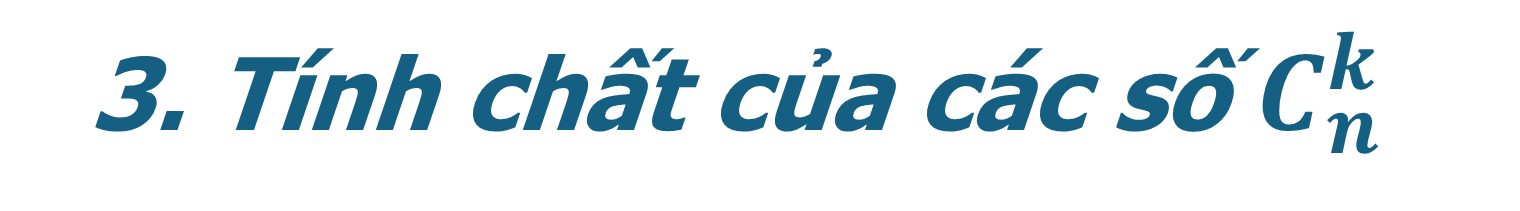 3. Tính chất của các số $C_n^k$